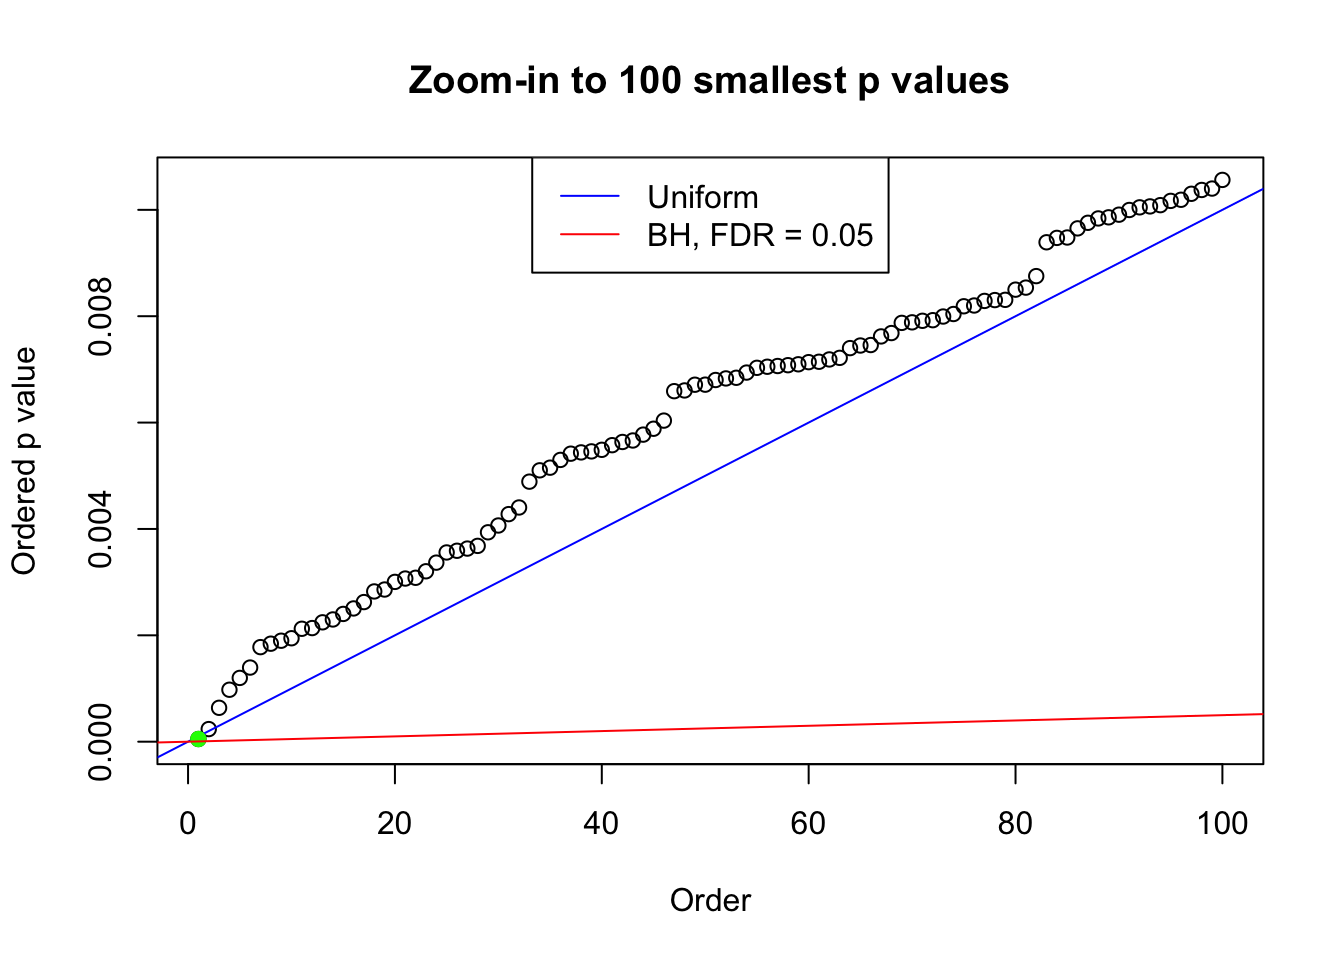 Zoom-in to 100 smallest p values
Uniform
BH, FDR = 0.05
Ordered p value
0.008
0.004
0.000
0 20 40 60 80 100
Order